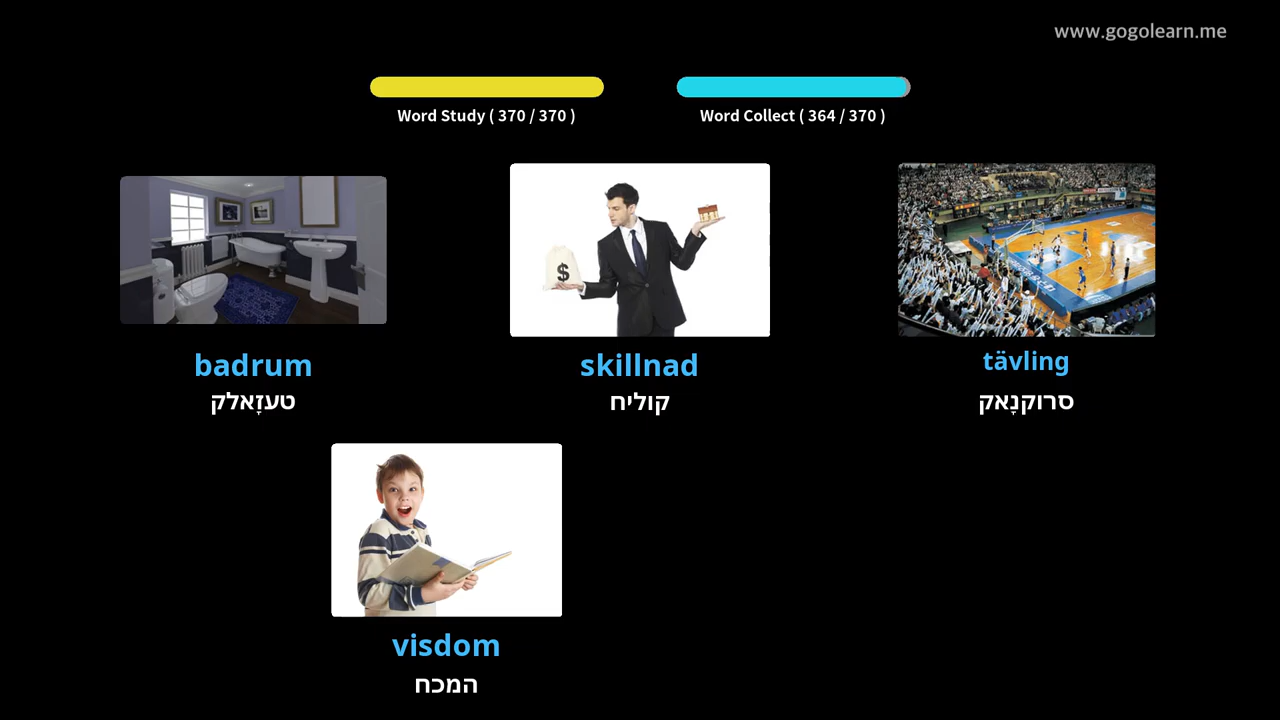 www.gogolearn.me
Word Study ( 370 / 370 )
Word Collect ( 364 / 370 )
badrum
טעזָאלק
skillnad
קוליח
tävling
סרוקנָאק
visdom
המכח